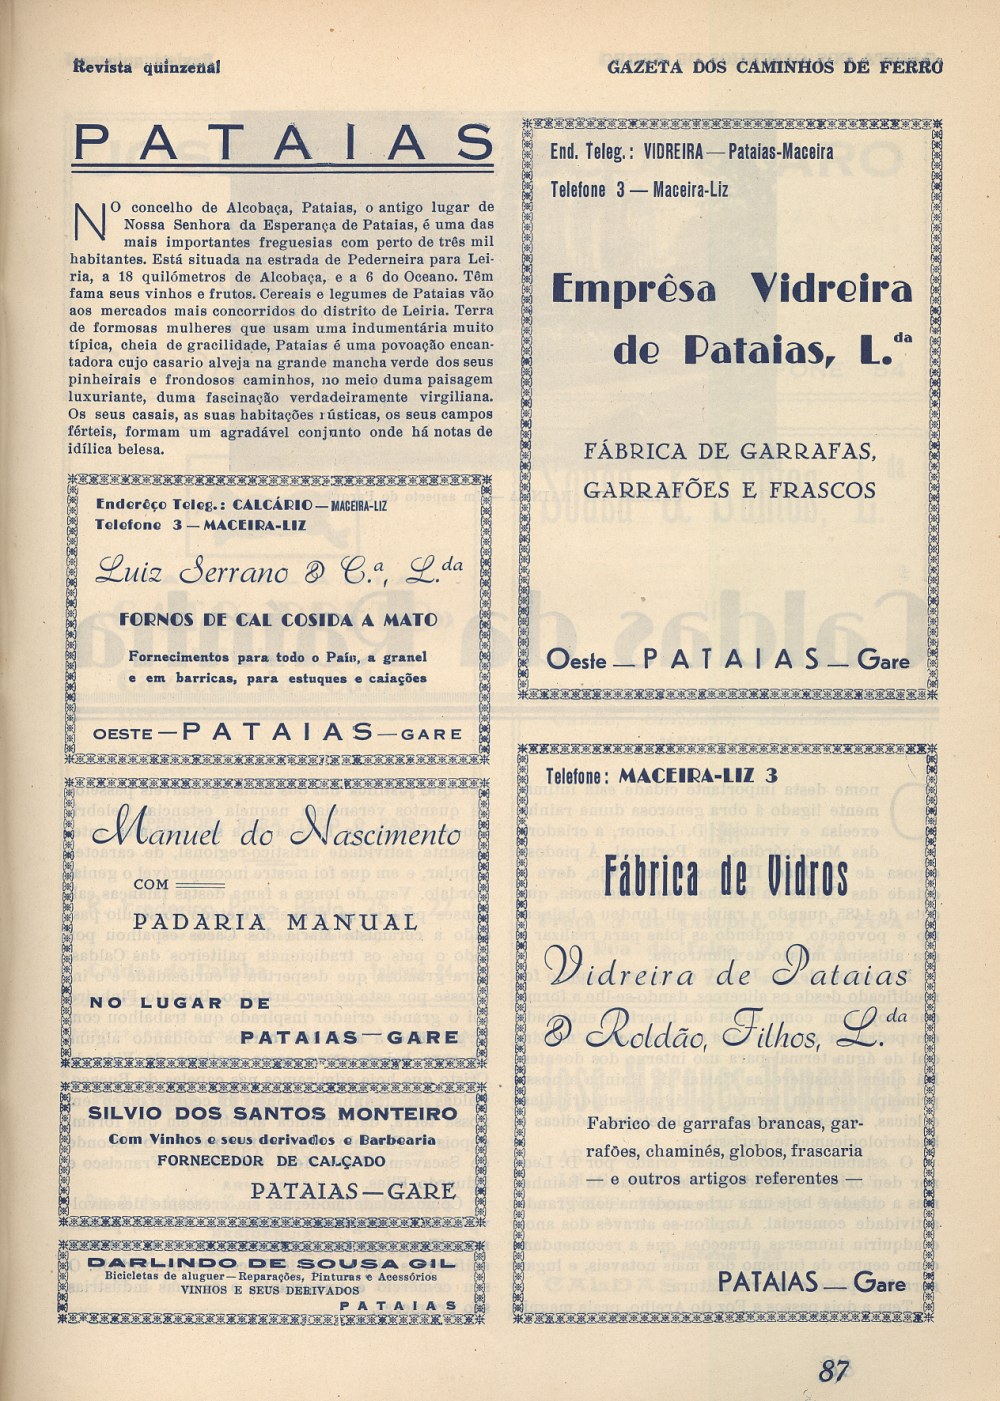 Revista quinzenal
GAZETA DOS CAMINHOS DE FERRO
PATAIAS
NO concelho de Alcobaça, Pataias, o antigo lugar de
Nossa Senhora da Esperança de Pataias, é uma das
mais importantes freguesias com perto de três mil
habitantes. Está situada na estrada de Pederneira para Lei-
ria, a 18 quilómetros de Alcobaça, e a 6 do Oceano. Têm
fama seus vinhos e frutos. Cereais e legumes de Pataias vão
aos mercados mais concorridos do distrito de Leiria. Terra
de formosas mulheres que usam uma indumentária muito
típica, cheia de gracilidade, Pataias é uma povoação encan-
tadora cujo casario alveja na grande mancha verde dos seus
pinheirais e frondosos caminhos, no meio duma paisagem
luxuriante, duma fascinação verdadeiramente virgiliana.
Os seus casais, as suas habitações rústicas, os seus campos
férteis, formam um agradável conjunto onde há notas de
idílica belesa.
Enderêço Teleg.: CALCÁRIO — MACEIRA-LIZ
Telefone 3 — MACEIRA-LIZ
Luiz Serrano & C.ª, L.da
FORNOS DE CAL COSIDA A MATO
Fornecimentos para todo o Paín, a granel
e em barricas, para estuques e caiações
OESTE — PATAIAS — GARE
Manuel do Nascimento
COM
PADARIA MANUAL
NO LUGAR DE
PATAIAS — GARE
SILVIO DOS SANTOS MONTEIRO
Com Vinhos e seus derivados e Barbearia
FORNECEDOR DE CALÇADO
PATAIAS — GARE
DARLINDO DE SOUSA GIL
Bicicletas de aluguer — Reparações, Pinturas e Acessórios
VINHOS E SEUS DERIVADOS
PATAIAS
End. Teleg.: VIDREIRA — Pataias-Maceira
Telefone 3 — Maceira-Liz
Emprêsa Vidreira
de Pataias, L.da
FÁBRICA DE GARRAFAS,
GARRAFÕES E FRASCOS
Oeste — PATAIAS — Gare
Telefone: MACEIRA-LIZ 3
Fábrica de Vidros
Vidreira de Pataias
& Roldão, Filhos, L.da
Fabrico de garrafas brancas, gar-
rafões, chaminés, globos, frascaria
— e outros artigos referentes —
PATAIAS — Gare
87